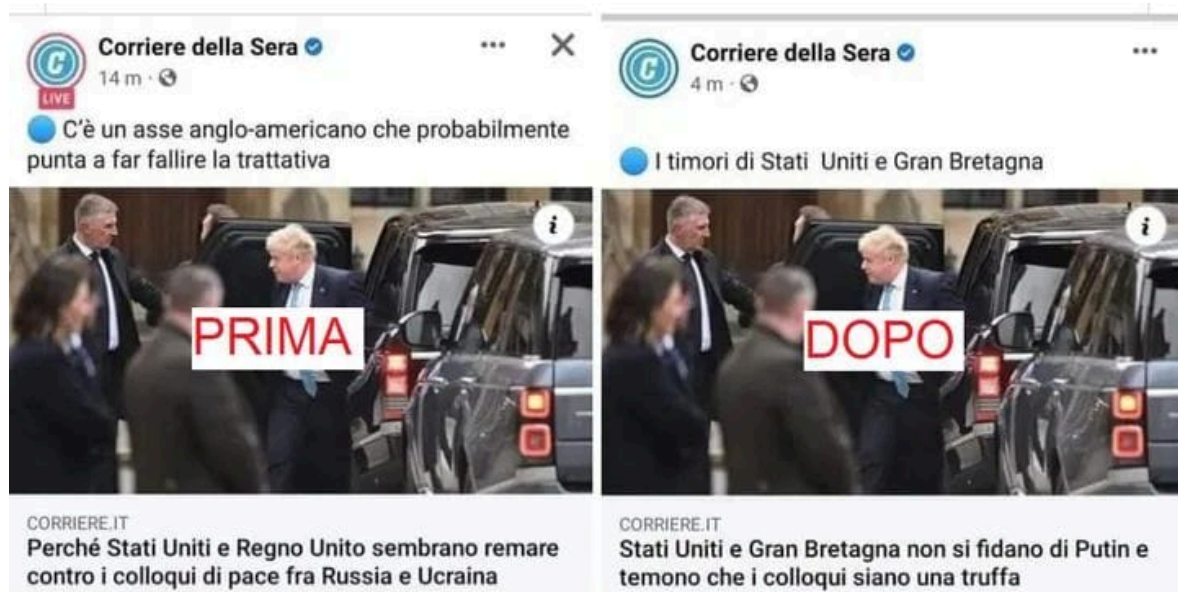 Corriere della Sera
14 m
LIVE
C'è un asse anglo-americano che probabilmente
punta a far fallire la trattativa
PRIMA
CORRIERE.IT
Perché Stati Uniti e Regno Unito sembrano remare
contro i colloqui di pace fra Russia e Ucraina
Corriere della Sera
4 m
I timori di Stati Uniti e Gran Bretagna
DOPO
CORRIERE.IT
Stati Uniti e Gran Bretagna non si fidano di Putin e
temono che i colloqui siano una truffa